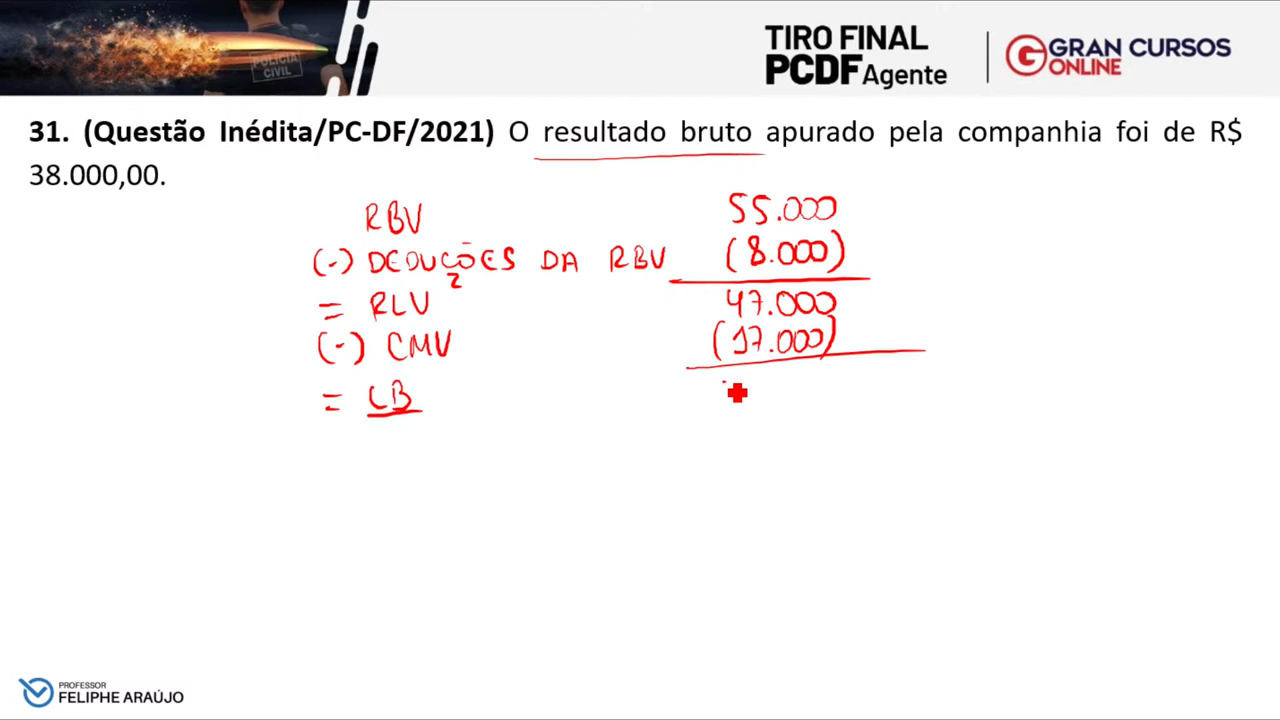 POLICIA
CIVIL
TIRO FINAL
PCDF Agente
GRAN CURSOS
ONLINE
31. (Questão Inédita/PC-DF/2021) O resultado bruto apurado pela companhia foi de R$
38.000,00.
RBV 55.000
(-) DEDUÇÕES DA RBV (8.000)
= RLV 47.000
(-) CMV (17.000)
= LB
PROFESSOR
FELIPHE ARAÚJO